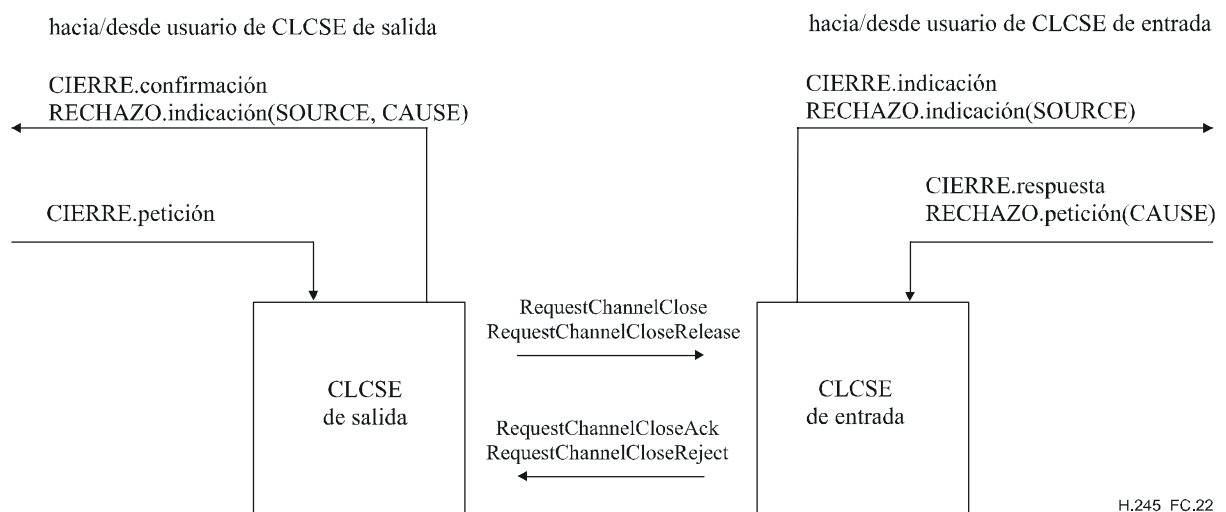 hacia/desde usuario de CLCSE de salida
hacia/desde usuario de CLCSE de entrada
CIERRE.confirmación
RECHAZO.indicación(SOURCE, CAUSE)
CIERRE.indicación
RECHAZO.indicación(SOURCE)
CIERRE.petición
CIERRE.respuesta
RECHAZO.petición(CAUSE)
RequestChannelClose
RequestChannelCloseRelease
CLCSE
de salida
CLCSE
de entrada
RequestChannelCloseAck
RequestChannelCloseReject
H.245_FC.22